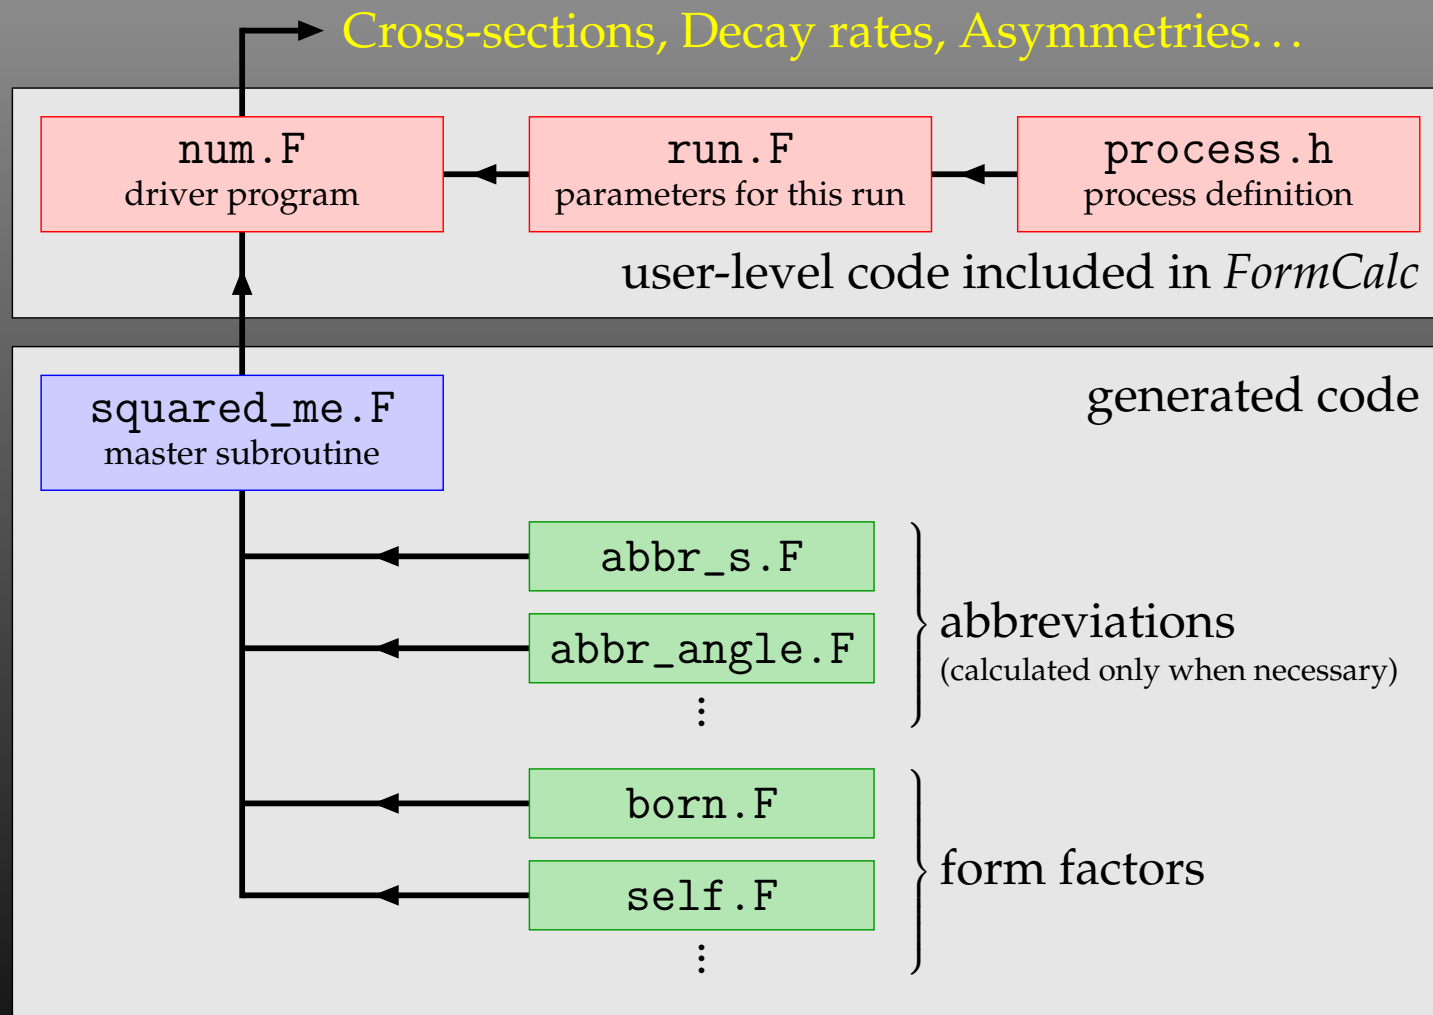 Cross-sections, Decay rates, Asymmetries...
num.F
driver program
run.F
parameters for this run
process.h
process definition
user-level code included in FormCalc
squared_me.F
master subroutine
generated code
abbr_s.F
abbr_angle.F
⋮
abbreviations
(calculated only when necessary)
born.F
self.F
⋮
form factors